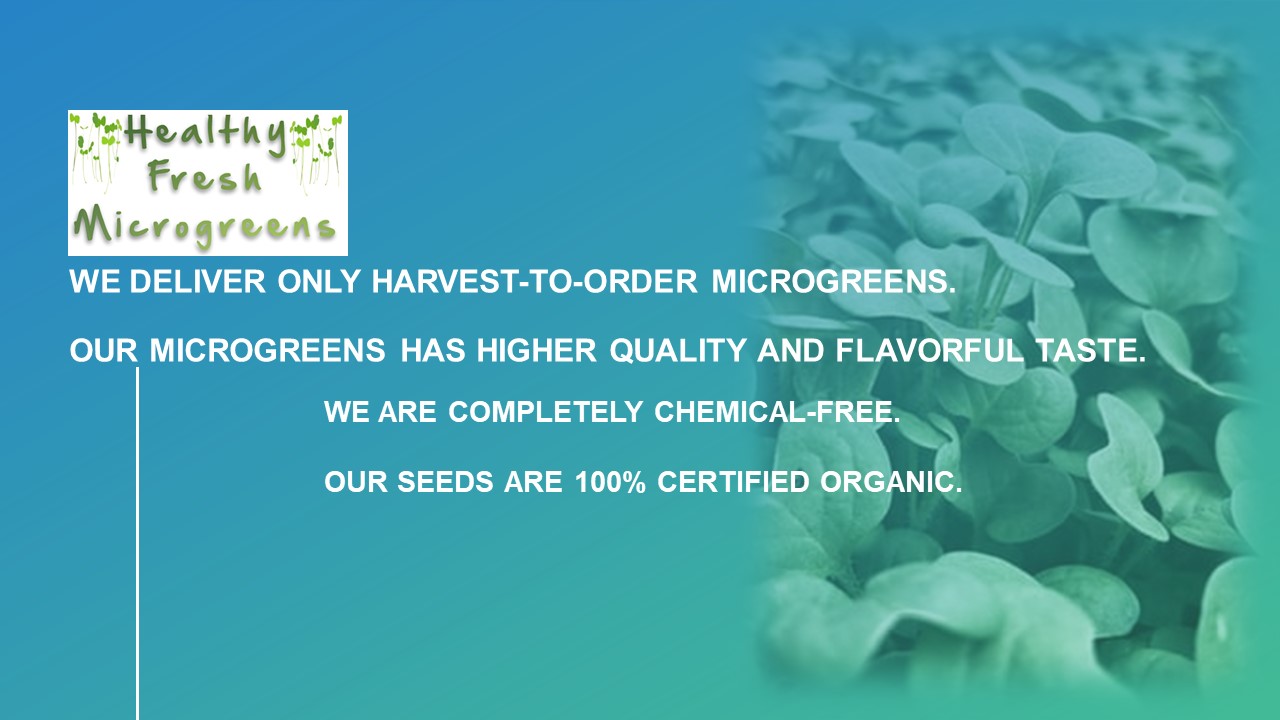 Healthy
Fresh
Microgreens
WE DELIVER ONLY HARVEST-TO-ORDER MICROGREENS.
OUR MICROGREENS HAS HIGHER QUALITY AND FLAVORFUL TASTE.
WE ARE COMPLETELY CHEMICAL-FREE.
OUR SEEDS ARE 100% CERTIFIED ORGANIC.